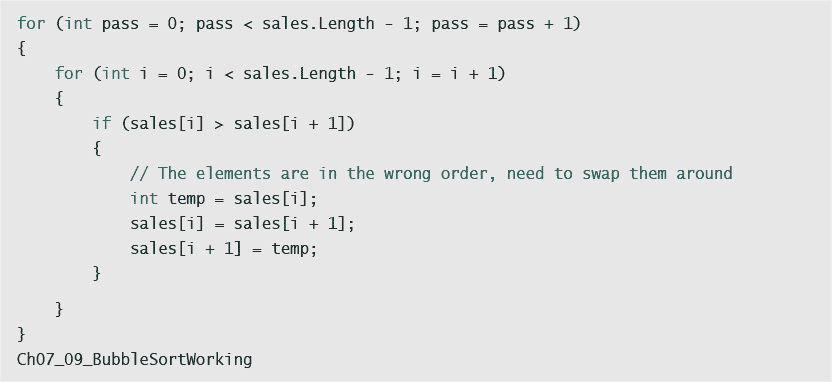 for (int pass = 0; pass < sales.Length - 1; pass = pass + 1)
{
    for (int i = 0; i < sales.Length - 1; i = i + 1)
    {
        if (sales[i] > sales[i + 1])
        {
            // The elements are in the wrong order, need to swap them around
            int temp = sales[i];
            sales[i] = sales[i + 1];
            sales[i + 1] = temp;
        }
    }
}
Ch07_09_BubbleSortWorking